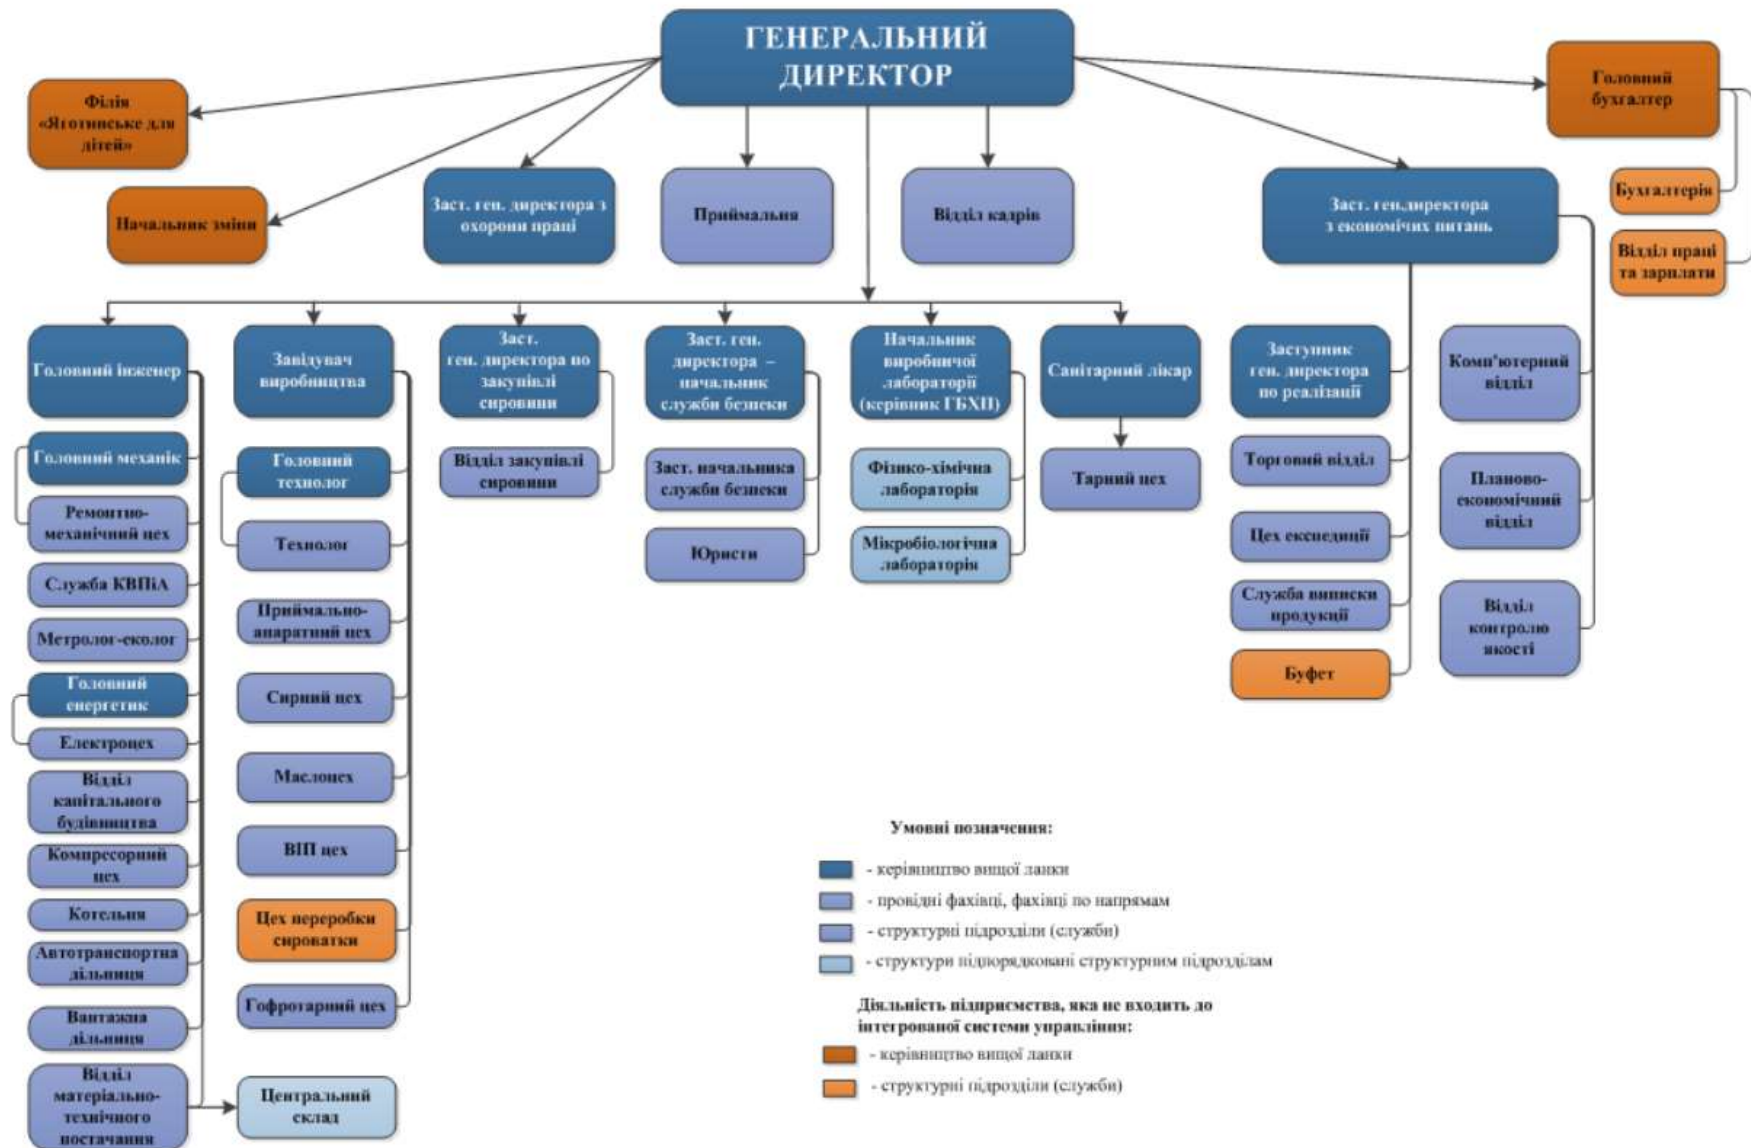 ГЕНЕРАЛЬНИЙ
ДИРЕКТОР
Філія
«Яготинське для
дітей»
Начальник зміни
Заст. ген. директора з
охорони праці
Приймальня
Відділ кадрів
Заст. ген.директора
з економічих питань
Головний
бухгалтер
Бухгалтерія
Відділ праці
та зарплати
Головний інженер
Головний механік
Ремонтно-
механічний цех
Служба КВПіА
Метролог-еколог
Головний
енергетик
Електроцех
Відділ
капітального
будівництва
Компресорний
цех
Котельня
Автотранспортна
дільниця
Вантажна
дільниця
Відділ
матеріально-
технічного
постачання
Завідувач
виробництва
Головний
технолог
Технолог
Приймально-
апаратний цех
Сирний цех
Маслоцех
ВІП цех
Цех переробки
сироватки
Гофротарний цех
Центральний
склад
Заст.
ген. директора по
закупівлі
сировини
Відділ закупівлі
сировини
Заст. ген.
директора –
начальник
служби безпеки
Заст. начальника
служби безпеки
Юристи
Начальник
виробничої
лабораторії
(керівник ГБХП)
Фізико-хімічна
лабораторія
Мікробіологічна
лабораторія
Санітарний лікар
Тарний цех
Заступник
ген. директора
по реалізації
Торговий відділ
Цех експедиції
Служба виписки
продукції
Буфет
Комп'ютерний
відділ
Планово-
економічний
відділ
Відділ
контролю
якості
Умовні позначення:
- керівництво вищої ланки
- провідні фахівці, фахівці по напрямам
- структурні підрозділи (служби)
- структури підпорядковані структурним підрозділам
Діяльність підприємства, яка не входить до
інтегрованої системи управління:
- керівництво вищої ланки
- структурні підрозділи (служби)